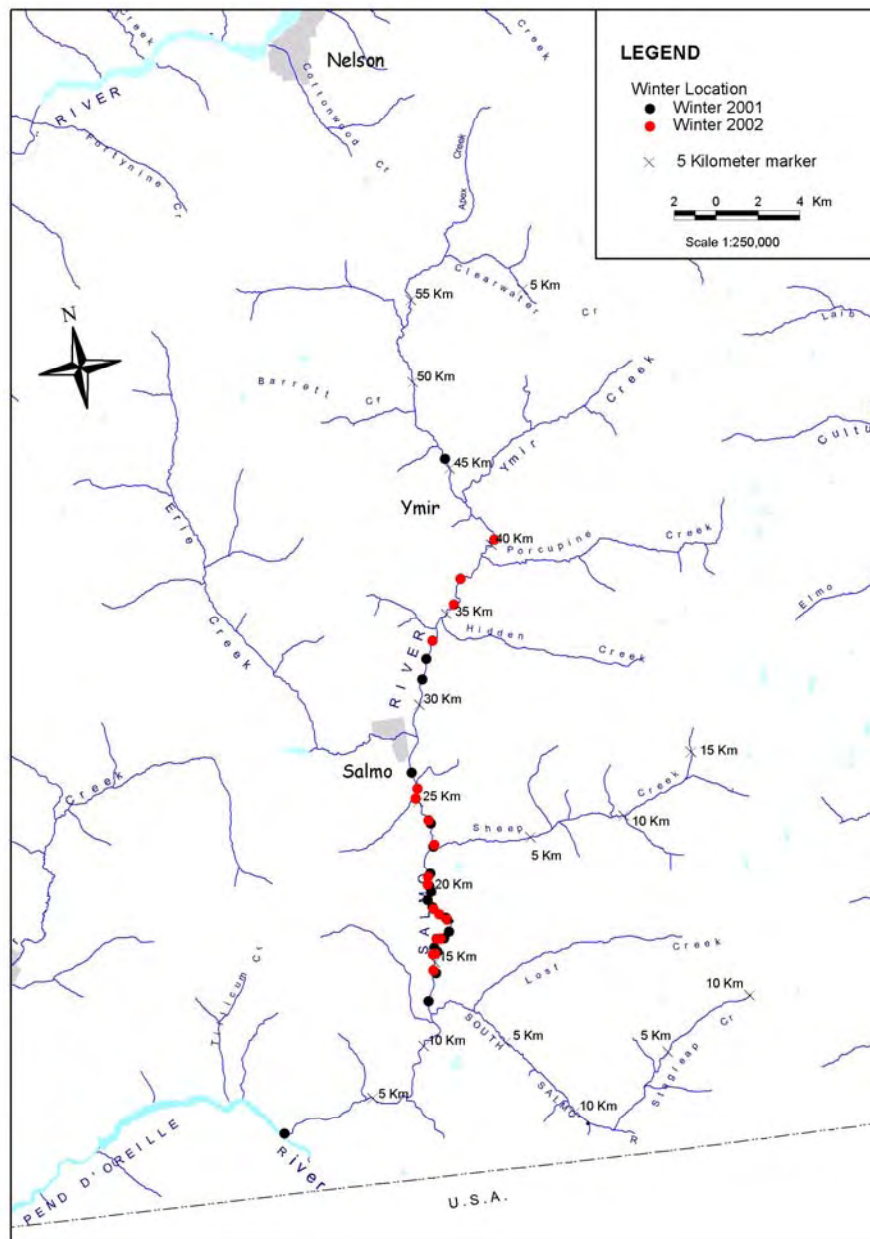 LEGEND
Winter Location
Winter 2001
Winter 2002
5 Kilometer marker
2 0 2 4 Km
Scale 1:250,000
Creek
Nelson
Creek
RIVER
Cottonwood Cr
Fortynine Cr
Apex Creek
Clearwater Cr
5 Km
55 Km
Laib
N
50 Km
Barrett Cr
Ymir Creek
Cultu
45 Km
Ymir
40 Km
Porcupine Creek
Erie Creek
Elmo
35 Km
Hidden Creek
SALMO RIVER
30 Km
15 Km
Salmo
Creek
25 Km
Sheep Creek
10 Km
5 Km
20 Km
15 Km
Lost Creek
10 Km
Tillicum Cr
SOUTH SALMO R
5 Km
5 Km
Stagleap Cr
10 Km
5 Km
10 Km
PEND D'OREILLE River
U.S.A.